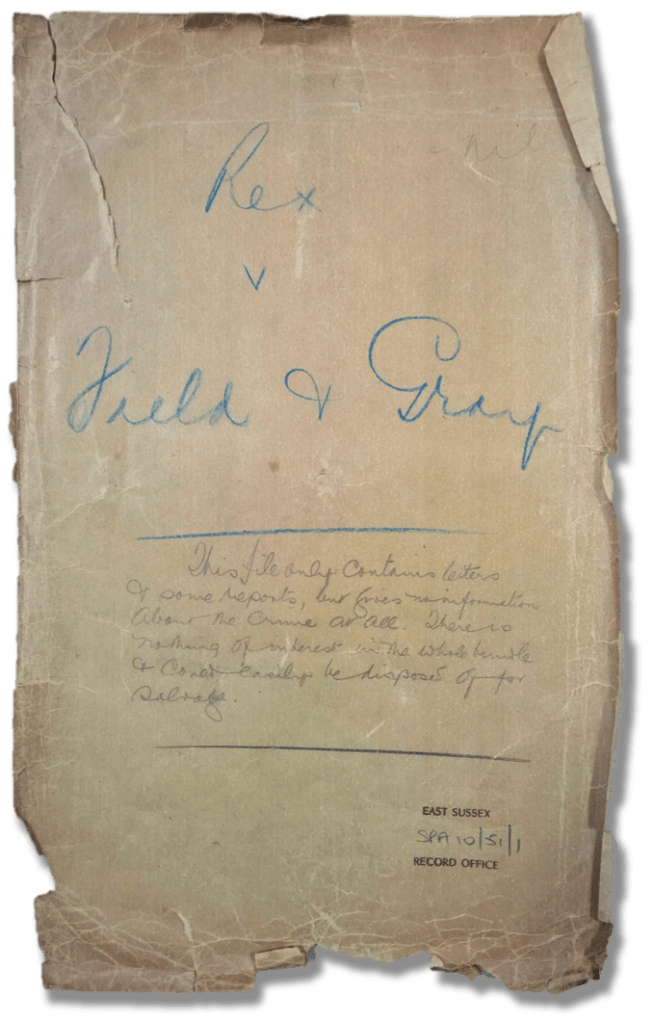 Rex
v
Field & Gray
This file only contains letters
& some reports, but gives no information
about the crime at all. There is
nothing of interest in the whole bundle
& could easily be disposed of for
salvage.
EAST SUSSEX
SPA 10/51/1
RECORD OFFICE